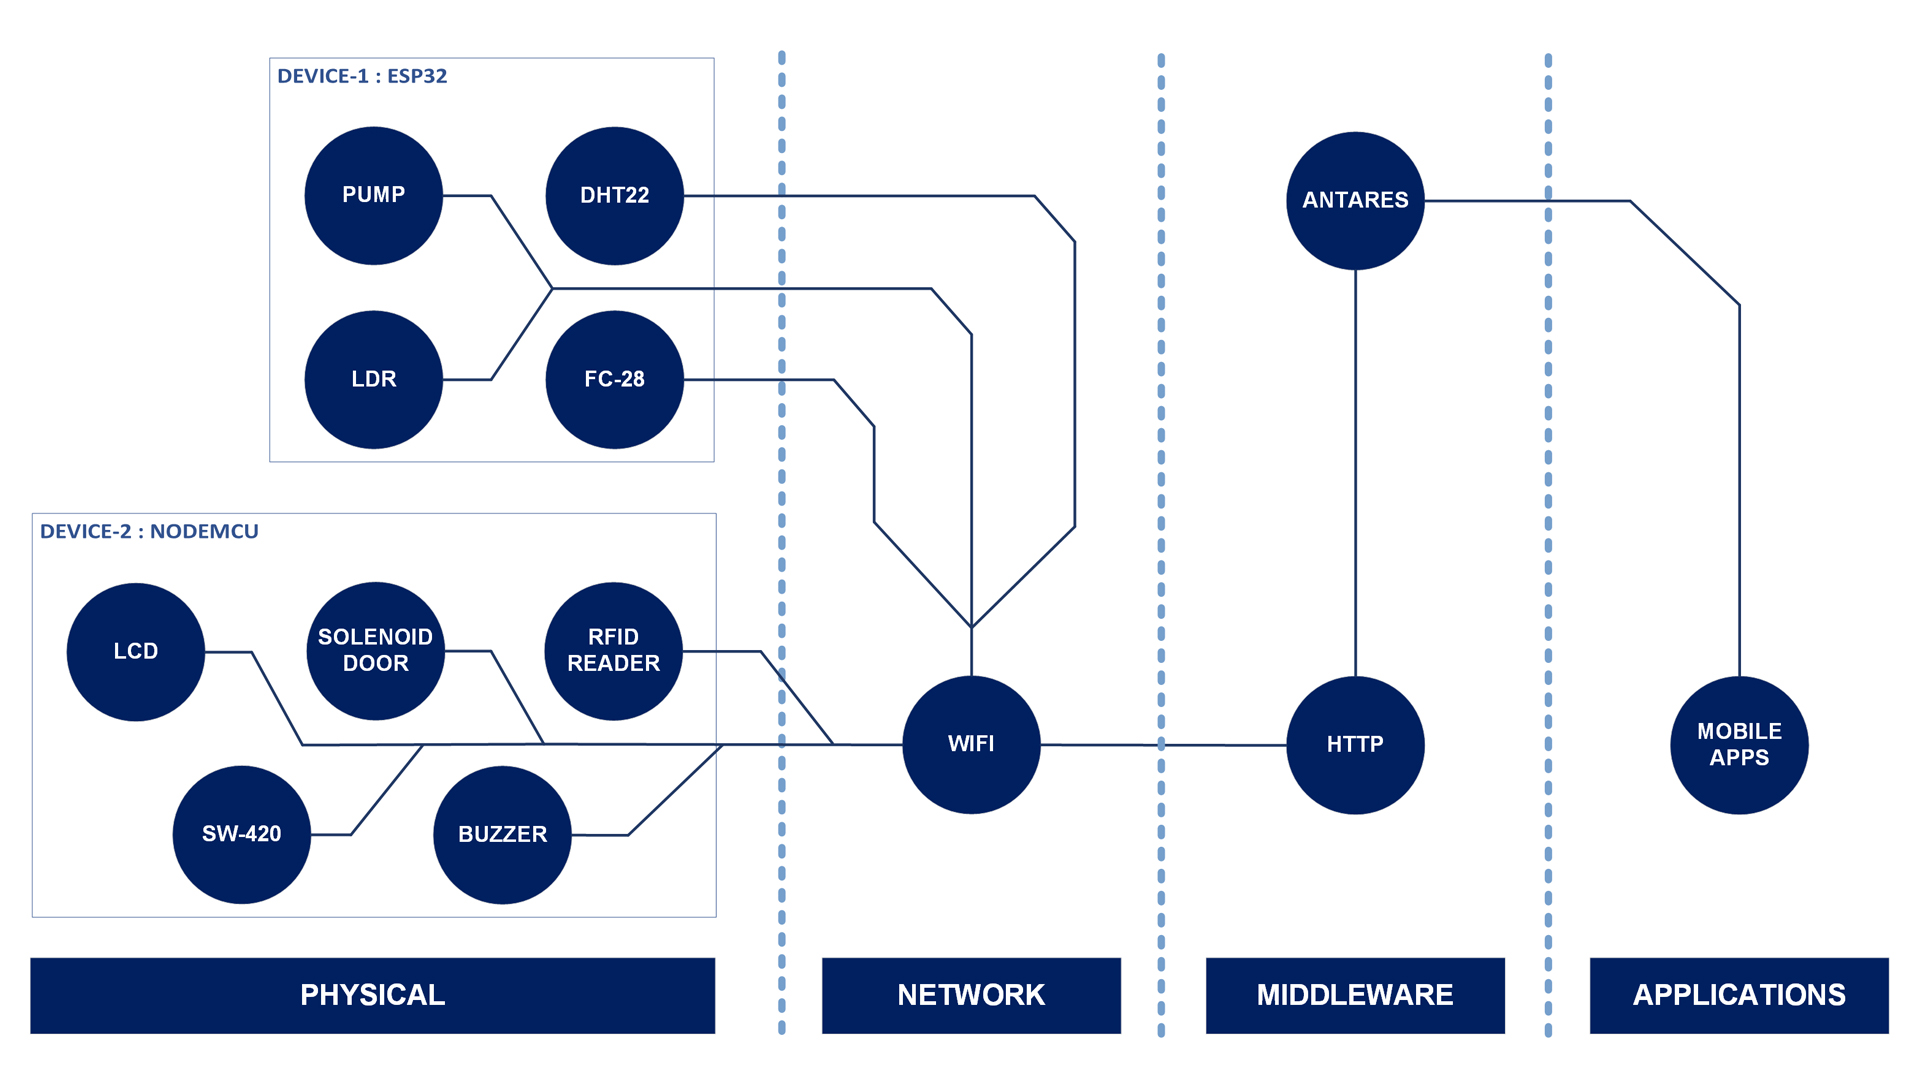 DEVICE-1 : ESP32
PUMP
DHT22
LDR
FC-28
DEVICE-2 : NODEMCU
LCD
SOLENOID
DOOR
RFID
READER
SW-420
BUZZER
WIFI
ANTARES
HTTP
MOBILE
APPS
PHYSICAL
NETWORK
MIDDLEWARE
APPLICATIONS